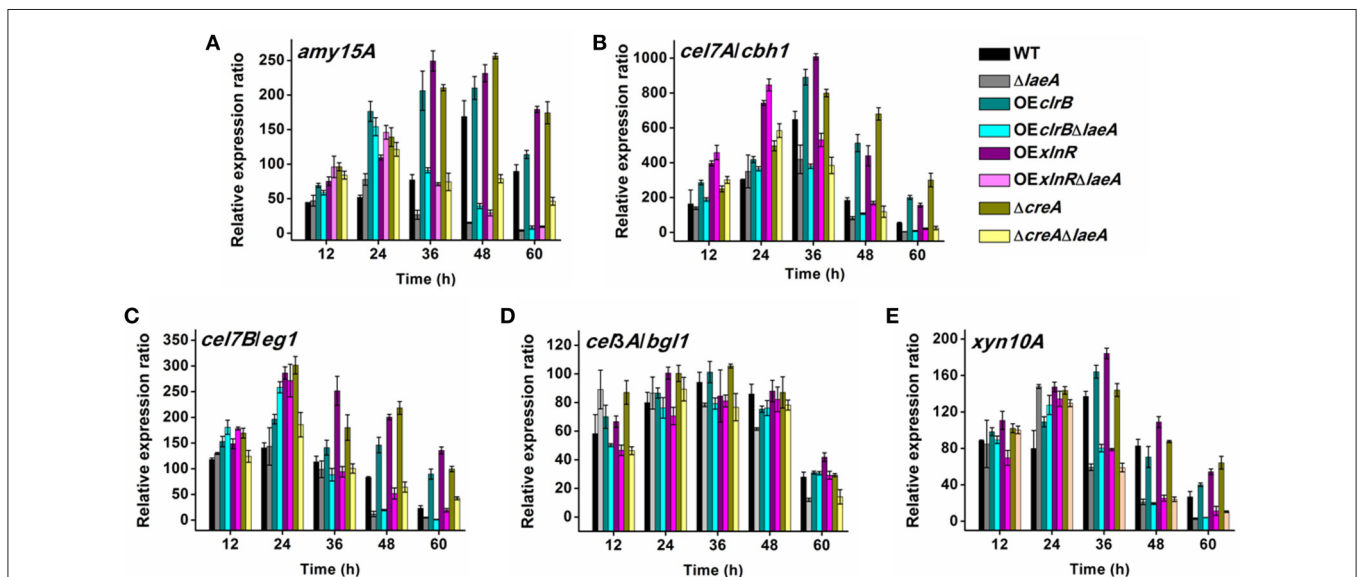 A
amy15A
Relative expression ratio
250
200
150
100
50
0
12 24 36 48 60
Time (h)
B
cel7A/cbh1
Relative expression ratio
1000
800
600
400
200
0
12 24 36 48 60
Time (h)
WT
ΔlaeA
OEclrB
OEclrBΔlaeA
OExlnR
OExlnRΔlaeA
ΔcreA
ΔcreAΔlaeA
C
cel7B/eg1
Relative expression ratio
350
300
250
200
150
100
50
0
12 24 36 48 60
Time (h)
D
cel3A/bgl1
Relative expression ratio
120
100
80
60
40
20
0
12 24 36 48 60
Time (h)
E
xyn10A
Relative expression ratio
200
160
120
80
40
0
12 24 36 48 60
Time (h)